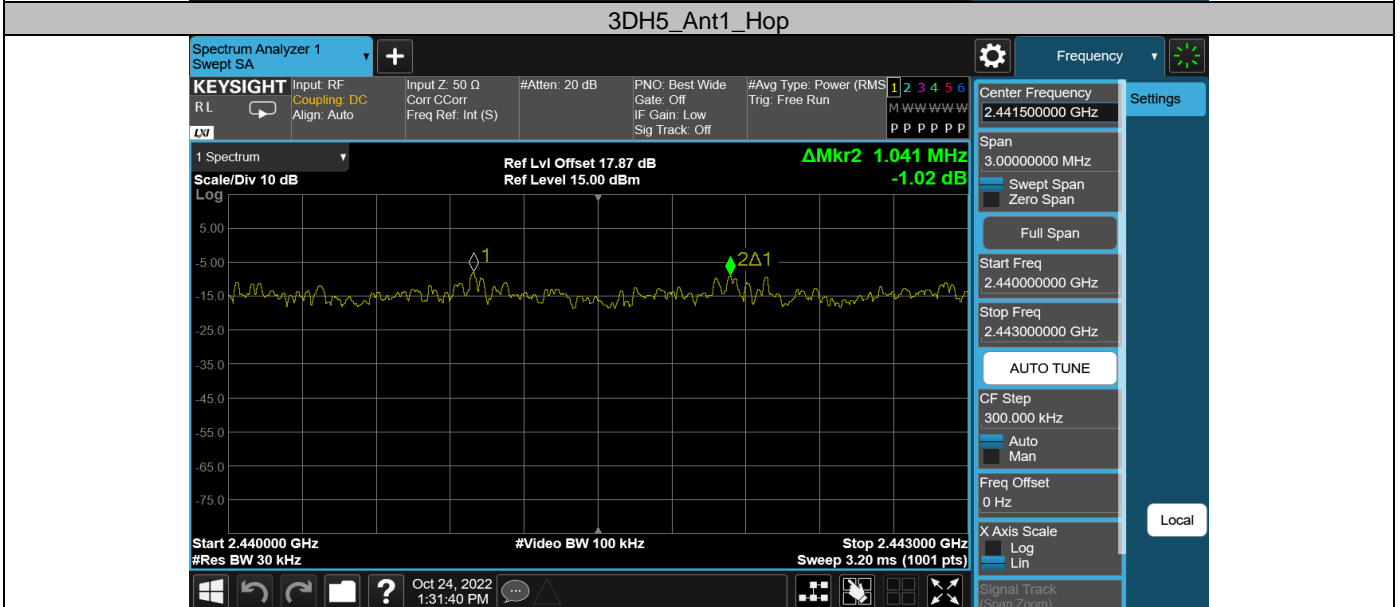 3DH5_Ant1_Hop
Spectrum Analyzer 1
Swept SA
Frequency
KEYSIGHT
R L
LXI
Input: RF
Coupling: DC
Align: Auto
Input Z: 50 Ω
Corr CCorr
Freq Ref: Int (S)
#Atten: 20 dB
PNO: Best Wide
Gate: Off
IF Gain: Low
Sig Track: Off
#Avg Type: Power (RMS
Trig: Free Run
1 2 3 4 5 6
M W W W W W
P P P P P P
1 Spectrum
Scale/Div 10 dB
Ref Lvl Offset 17.87 dB
Ref Level 15.00 dBm
ΔMkr2 1.041 MHz
-1.02 dB
Log
5.00
-5.00
-15.0
-25.0
-35.0
-45.0
-55.0
-65.0
-75.0
1
2Δ1
Start 2.440000 GHz
#Res BW 30 kHz
#Video BW 100 kHz
Stop 2.443000 GHz
Sweep 3.20 ms (1001 pts)
?
Oct 24, 2022
1:31:40 PM
Center Frequency
2.441500000 GHz
Span
3.00000000 MHz
Swept Span
Zero Span
Full Span
Start Freq
2.440000000 GHz
Stop Freq
2.443000000 GHz
AUTO TUNE
CF Step
300.000 kHz
Auto
Man
Freq Offset
0 Hz
X Axis Scale
Log
Lin
Signal Track
(Span Zoom)
Settings
Local